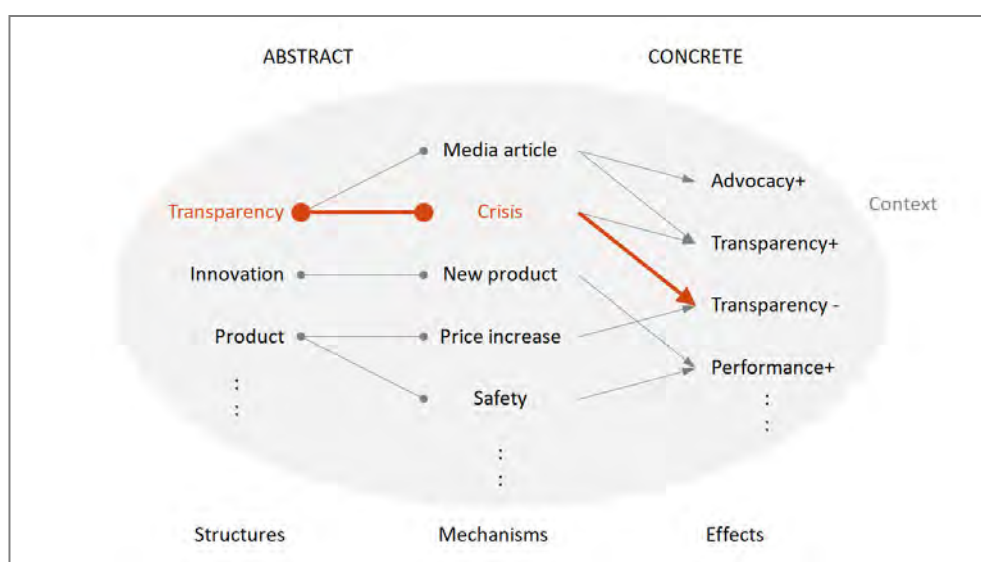 ABSTRACT CONCRETE
Media article
Advocacy+
Transparency Crisis Context
Transparency+
Innovation New product
Transparency -
Product Price increase
Performance+
Safety
:
:
:
:
:
:
Structures Mechanisms Effects